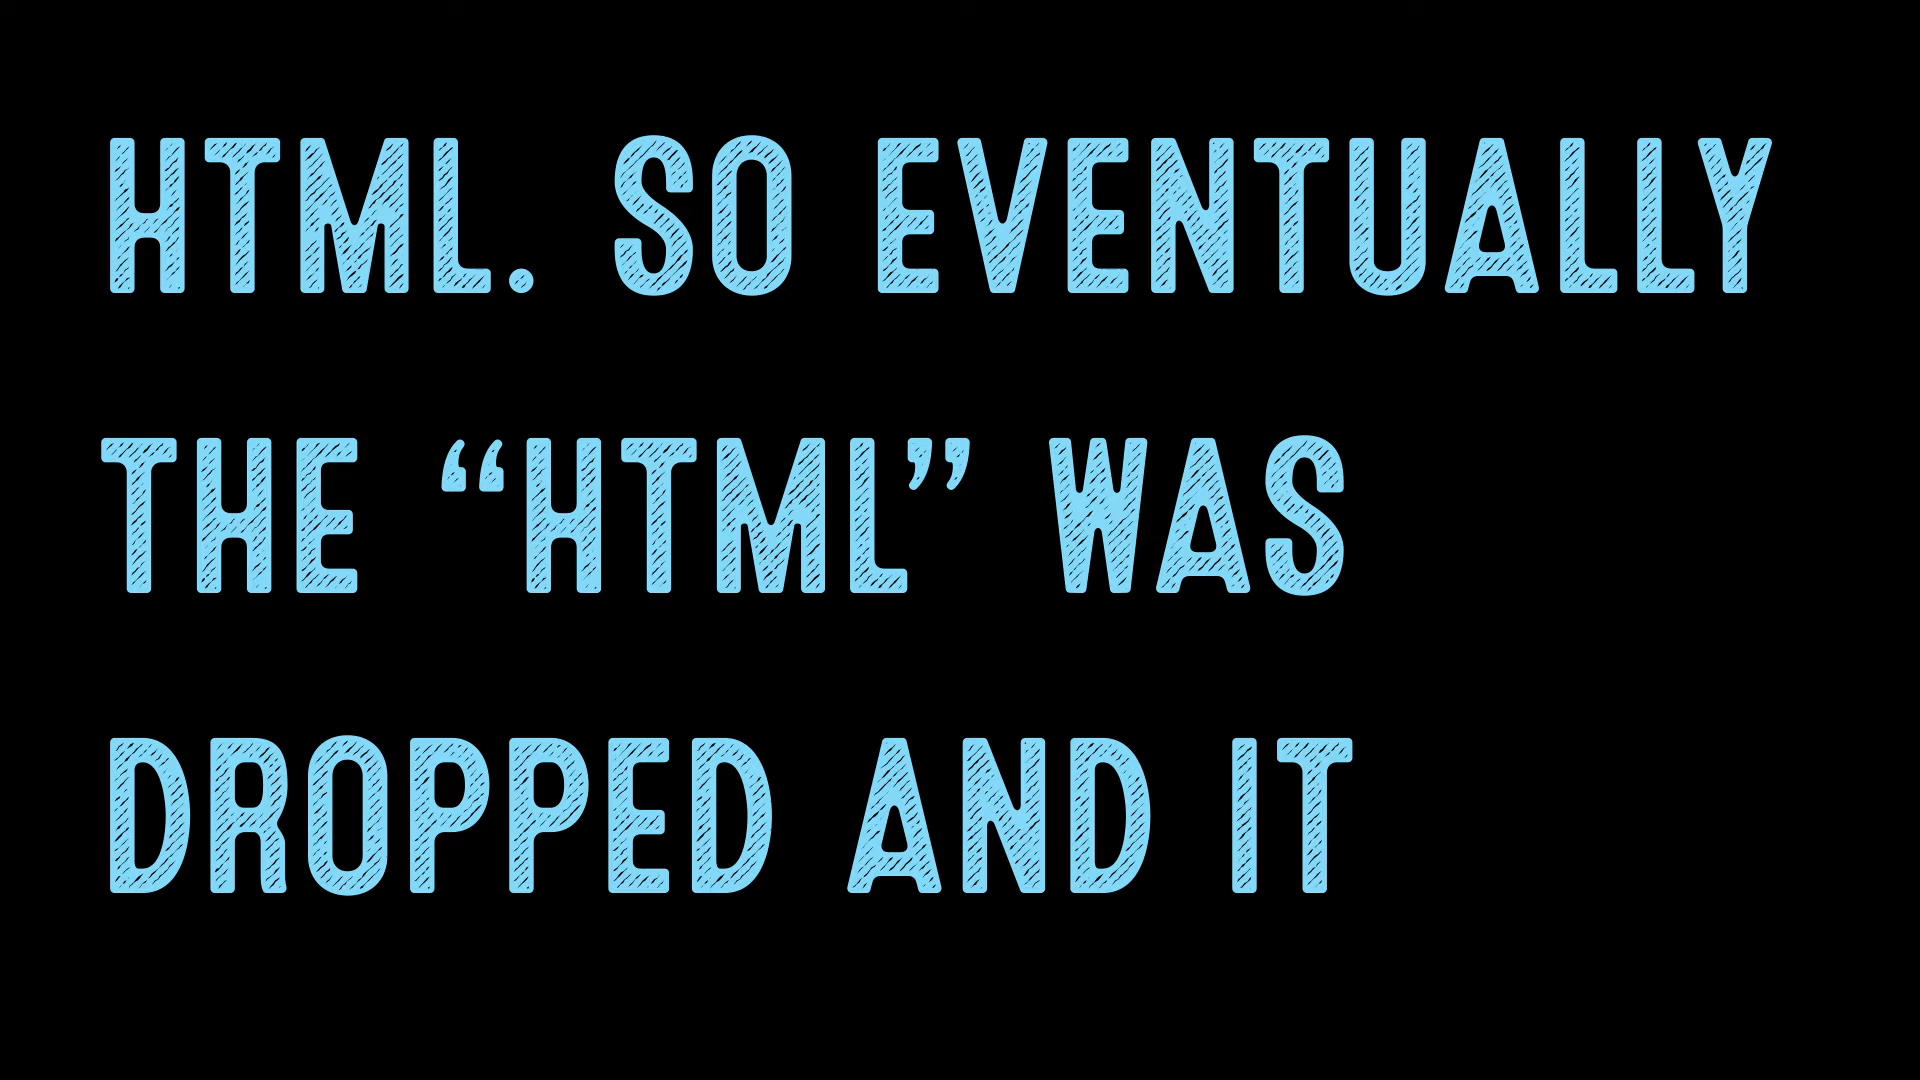 HTML. SO EVENTUALLY
THE “HTML” WAS
DROPPED AND IT